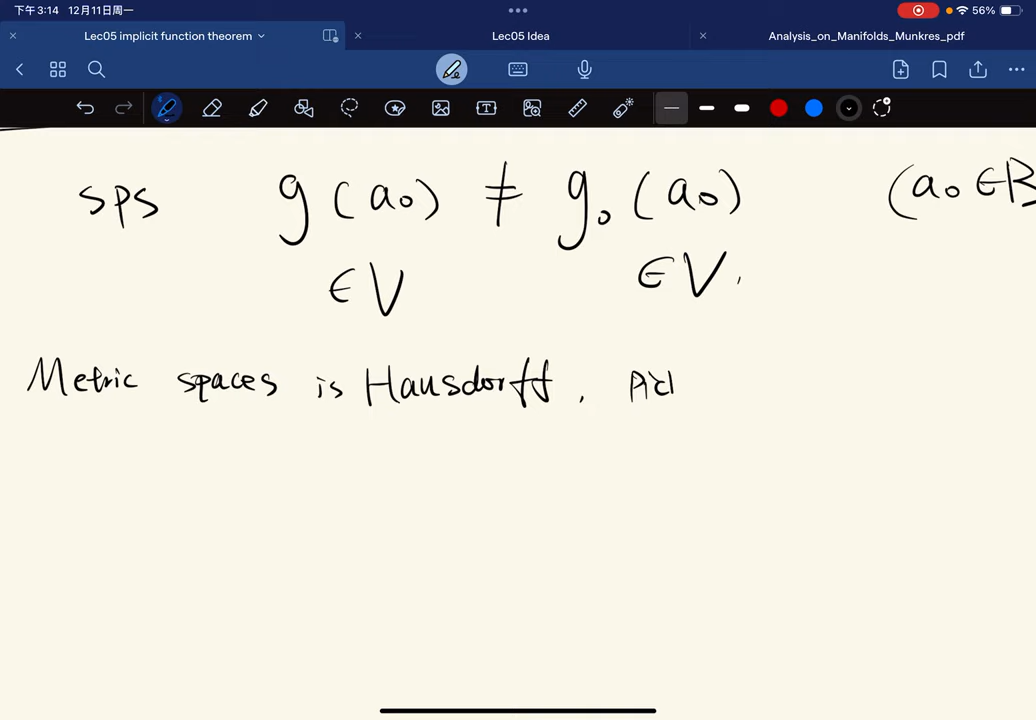 下午3:14 12月11日周一
56%
Lec05 implicit function theorem
Lec05 Idea
Analysis_on_Manifolds_Munkres_pdf
sps g(a₀) ≠ g₀(a₀) (a₀ ∈ B
∈ V ∈ V.
Metric spaces is Hausdorff.